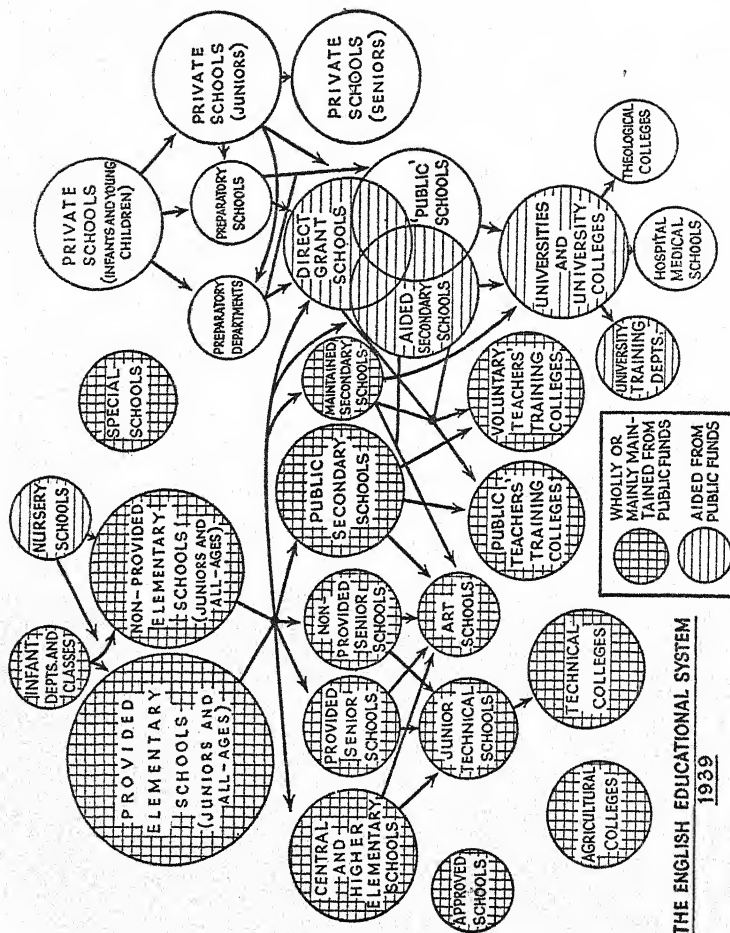 PRIVATE
SCHOOLS
(INFANTS AND YOUNG
CHILDREN)
PRIVATE
SCHOOLS
(JUNIORS)
PRIVATE
SCHOOLS
(SENIORS)
PREPARATORY
SCHOOLS
PREPARATORY
DEPARTMENTS
SPECIAL
SCHOOLS
NURSERY
SCHOOLS
INFANT
DEPTS. AND
CLASSES
NON-PROVIDED
ELEMENTARY
SCHOOLS
(JUNIORS AND
ALL-AGES)
PROVIDED
ELEMENTARY
SCHOOLS
(JUNIORS AND
ALL-AGES)
DIRECT
GRANT
SCHOOLS
'PUBLIC'
SCHOOLS
AIDED
SECONDARY
SCHOOLS
MAINTAINED
SECONDARY
SCHOOLS
PUBLIC
SECONDARY
SCHOOLS
NON-
PROVIDED
SENIOR
SCHOOLS
PROVIDED
SENIOR
SCHOOLS
CENTRAL
AND
HIGHER
ELEMENTARY
SCHOOLS
APPROVED
SCHOOLS
JUNIOR
TECHNICAL
SCHOOLS
ART
SCHOOLS
PUBLIC
TEACHERS'
TRAINING
COLLEGES
VOLUNTARY
TEACHERS'
TRAINING
COLLEGES
UNIVERSITIES
AND
UNIVERSITY
COLLEGES
THEOLOGICAL
COLLEGES
HOSPITAL
MEDICAL
SCHOOLS
UNIVERSITY
TRAINING
DEPTS.
TECHNICAL
COLLEGES
AGRICULTURAL
COLLEGES
WHOLLY OR
MAINLY MAIN-
TAINED FROM
PUBLIC FUNDS
AIDED FROM
PUBLIC FUNDS
THE ENGLISH EDUCATIONAL SYSTEM
1939